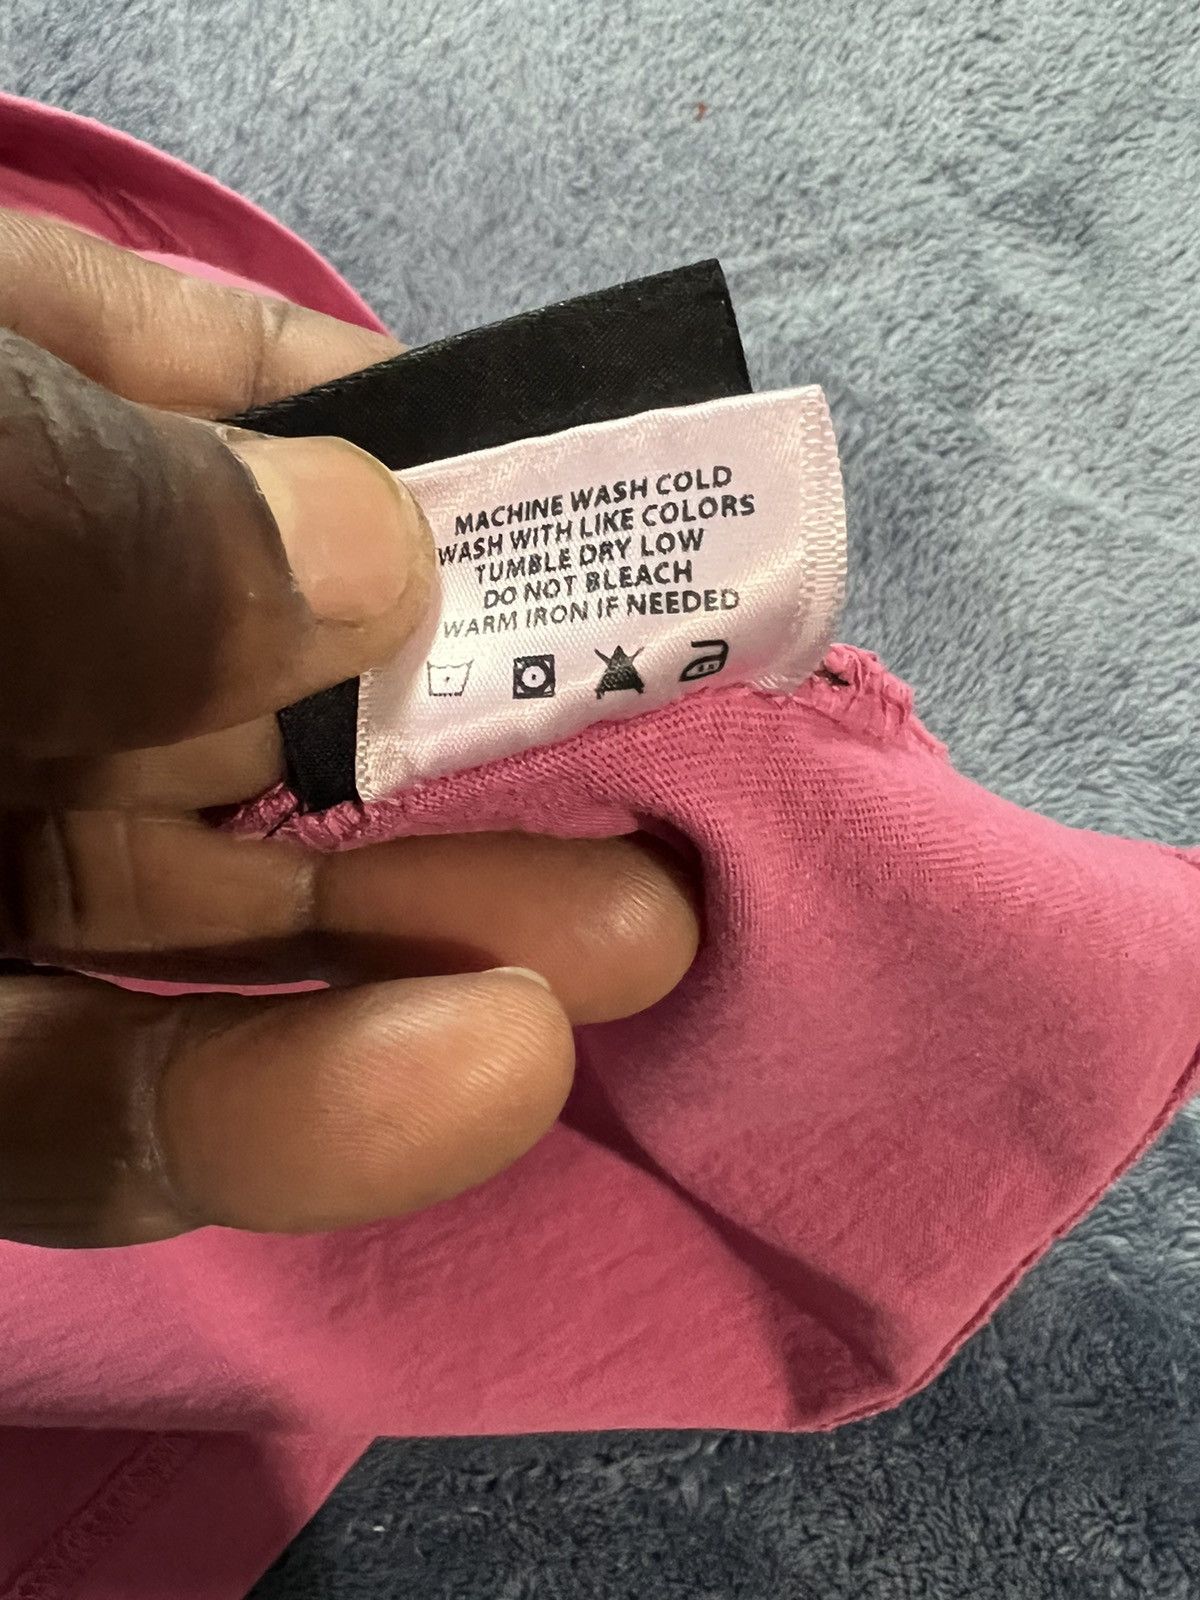 MACHINE WASH COLD
WASH WITH LIKE COLORS
TUMBLE DRY LOW
DO NOT BLEACH
WARM IRON IF NEEDED